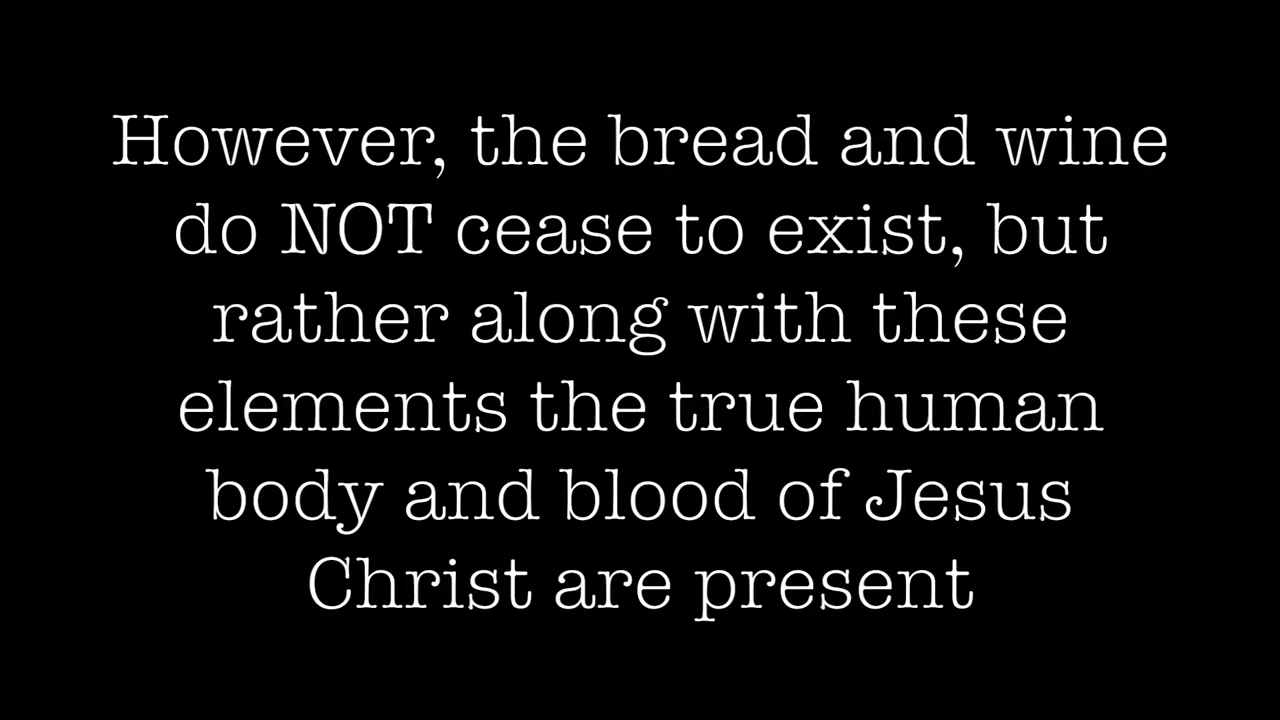 However, the bread and wine
do NOT cease to exist, but
rather along with these
elements the true human
body and blood of Jesus
Christ are present